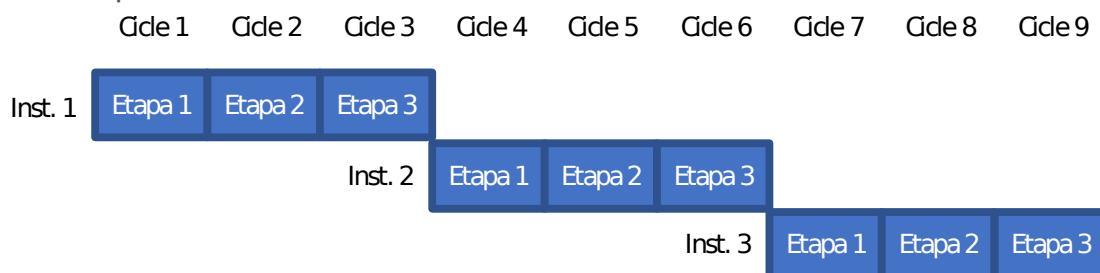 Cicle 1 Cicle 2 Cicle 3 Cicle 4 Cicle 5 Cicle 6 Cicle 7 Cicle 8 Cicle 9
Inst. 1 Etapa 1 Etapa 2 Etapa 3
Inst. 2 Etapa 1 Etapa 2 Etapa 3
Inst. 3 Etapa 1 Etapa 2 Etapa 3